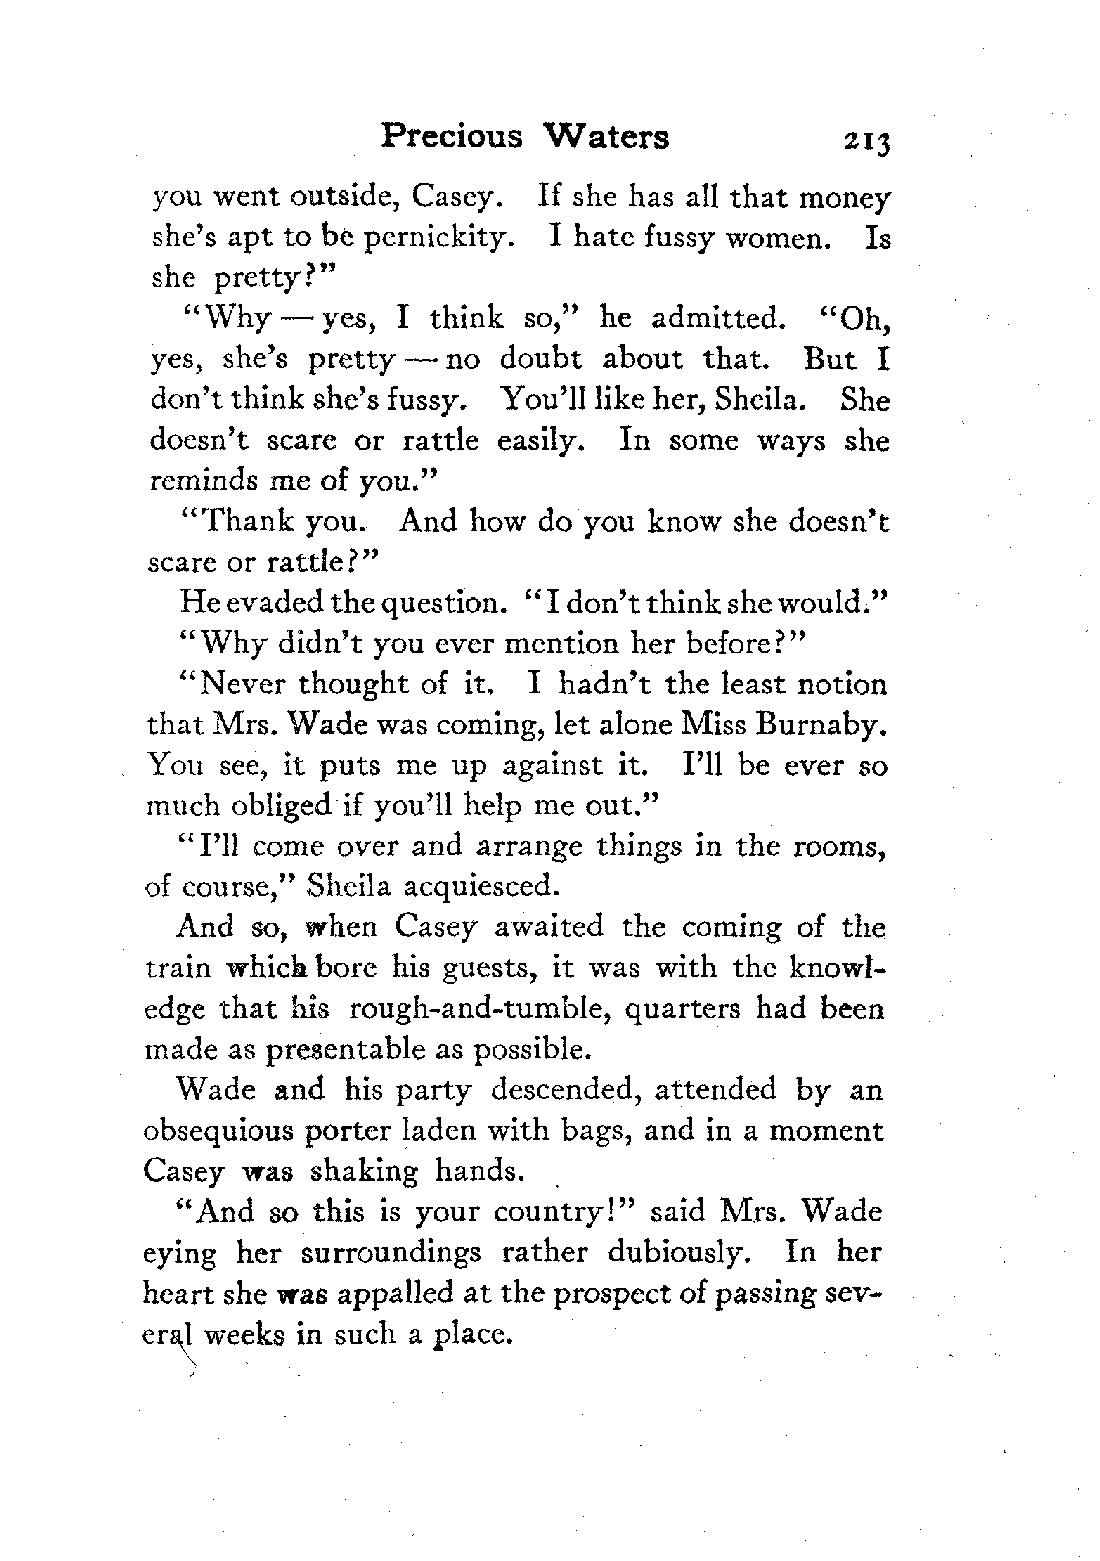 Precious Waters 213
you went outside, Casey. If she has all that money
she's apt to be pernickity. I hate fussy women. Is
she pretty?"
"Why — yes, I think so," he admitted. "Oh,
yes, she's pretty — no doubt about that. But I
don't think she's fussy. You'll like her, Sheila. She
doesn't scare or rattle easily. In some ways she
reminds me of you."
"Thank you. And how do you know she doesn't
scare or rattle?"
He evaded the question. "I don't think she would."
"Why didn't you ever mention her before?"
"Never thought of it. I hadn't the least notion
that Mrs. Wade was coming, let alone Miss Burnaby.
You see, it puts me up against it. I'll be ever so
much obliged if you'll help me out."
"I'll come over and arrange things in the rooms,
of course," Sheila acquiesced.
And so, when Casey awaited the coming of the
train which bore his guests, it was with the knowl-
edge that his rough-and-tumble, quarters had been
made as presentable as possible.
Wade and his party descended, attended by an
obsequious porter laden with bags, and in a moment
Casey was shaking hands.
"And so this is your country!" said Mrs. Wade
eying her surroundings rather dubiously. In her
heart she was appalled at the prospect of passing sev-
eral weeks in such a place.